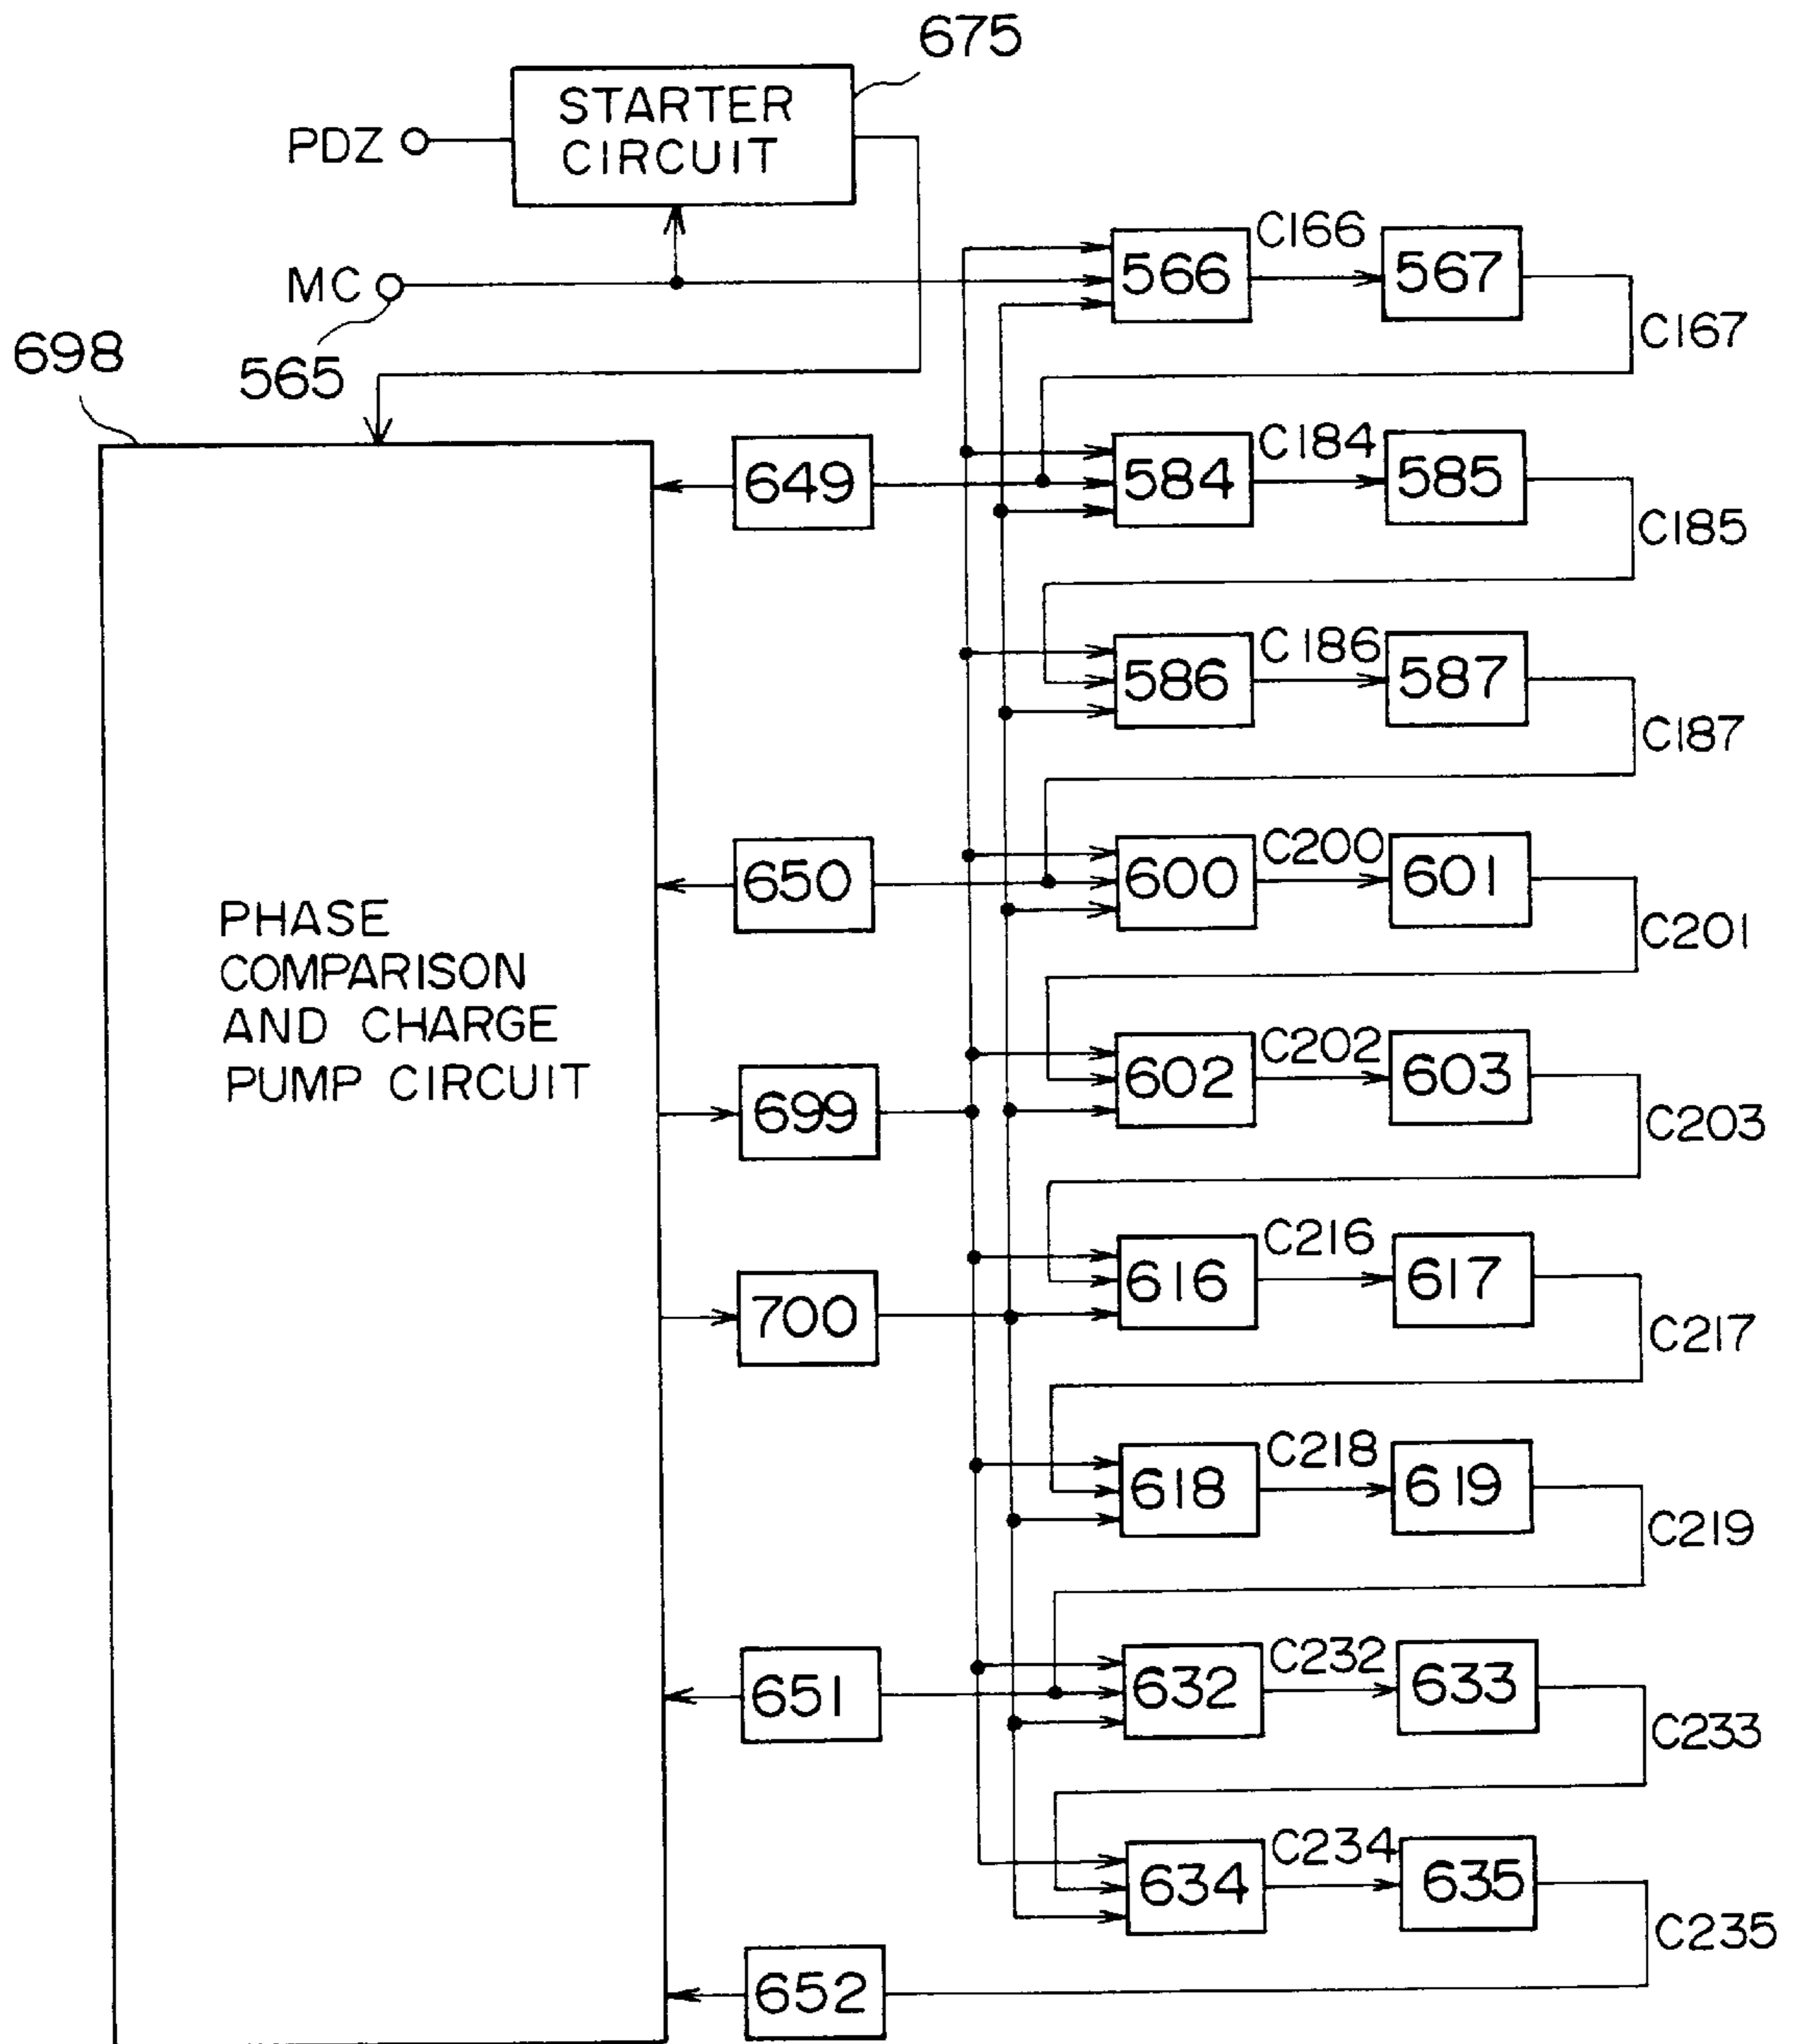 675
STARTER
CIRCUIT
PDZ
MC
565
698
566
C166
567
C167
649
584
C184
585
C185
586
C186
587
C187
650
600
C200
601
C201
PHASE
COMPARISON
AND CHARGE
PUMP CIRCUIT
602
C202
603
C203
699
616
C216
617
C217
700
618
C218
619
C219
651
632
C232
633
C233
634
C234
635
C235
652